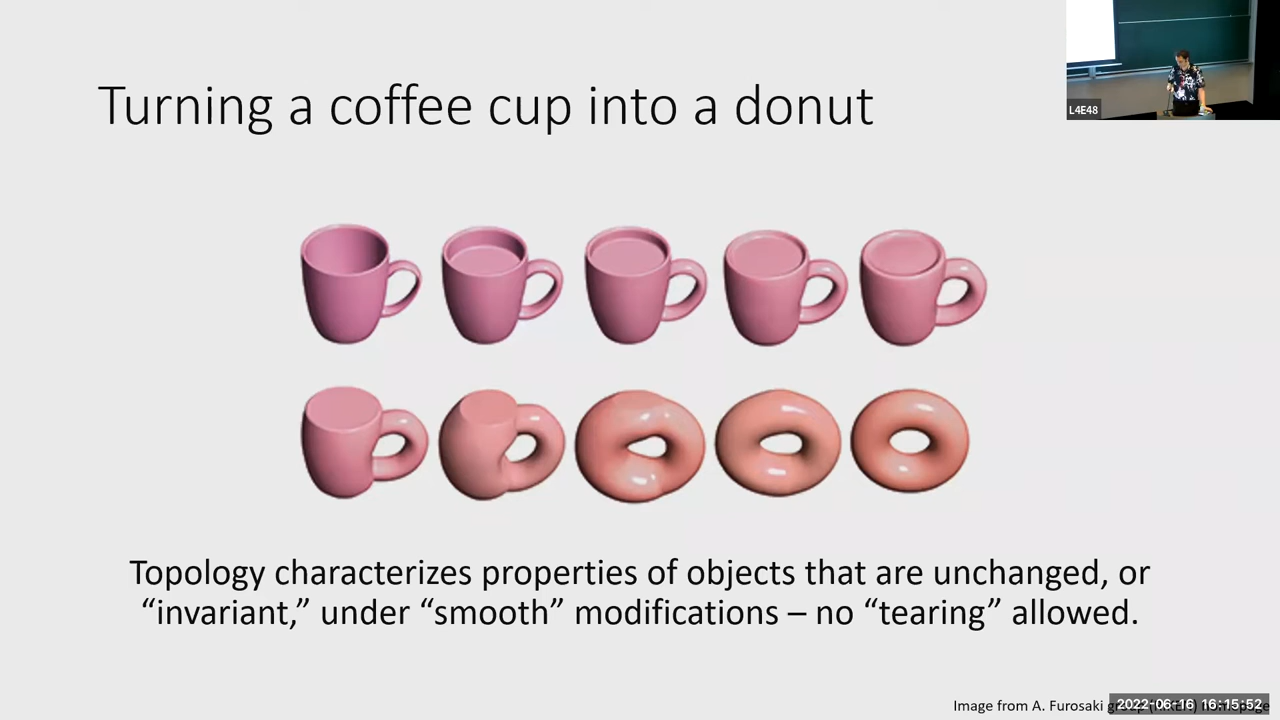 Turning a coffee cup into a donut
L4E48
Topology characterizes properties of objects that are unchanged, or
“invariant,” under “smooth” modifications – no “tearing” allowed.
Image from A. Furosaki
2022-06-16 16:15:52